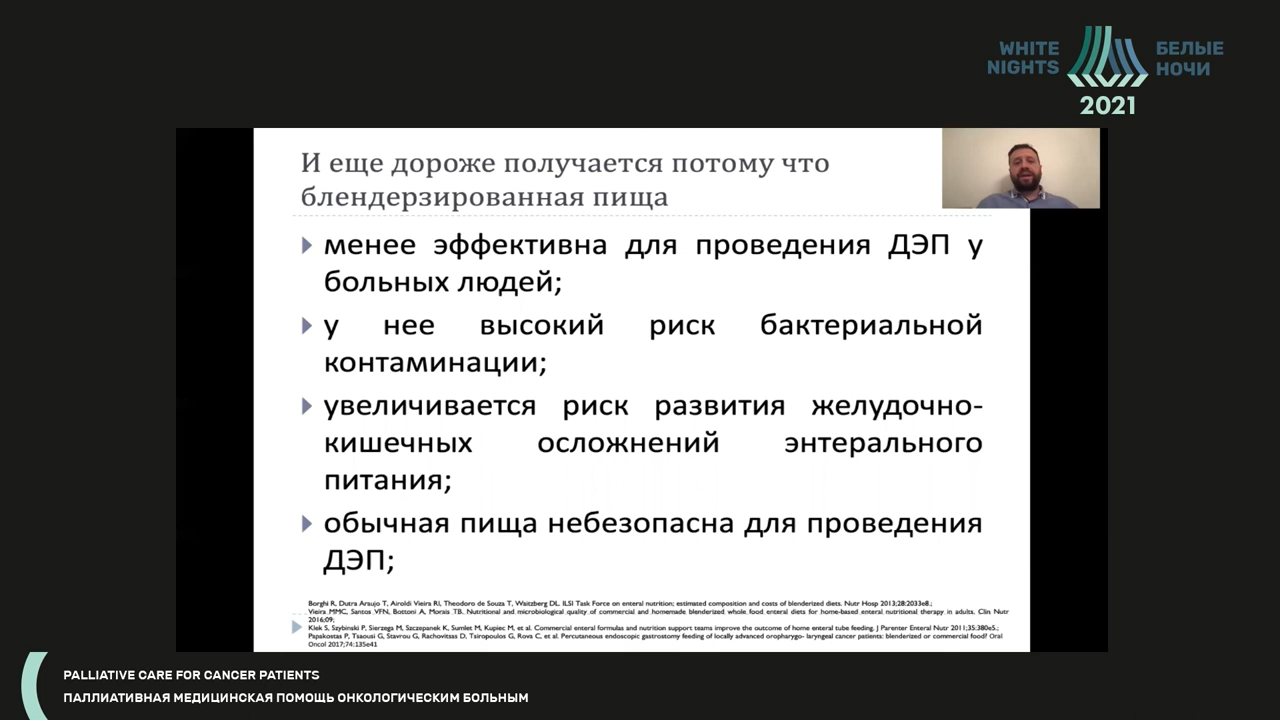 WHITE NIGHTS
БЕЛЫЕ НОЧИ
2021
И еще дороже получается потому что
блендерзированная пища
менее эффективна для проведения ДЭП у
больных людей;
у нее высокий риск бактериальной
контаминации;
увеличивается риск развития желудочно-
кишечных осложнений энтерального
питания;
обычная пища небезопасна для проведения
ДЭП;
Borghi R, Dutra Araujo T, Airoldi Vieira RI, Theodoro de Souza T, Waitzberg DL. ILSI Task Force on enteral nutrition; estimated composition and costs of blenderized diets. Nutr Hosp 2013;28:2033e8.;
Vieira MMC, Santos VFN, Bottoni A, Morais TB. Nutritional and microbiological quality of commercial and homemade blenderized whole food enteral diets for home-based enteral nutritional therapy in adults. Clin Nutr
2016;09;
Klek S, Szybinski P, Sierzega M, Szczepanek K, Sumlet M, Kupiec M, et al. Commercial enteral formulas and nutrition support teams improve the outcome of home enteral tube feeding. J Parenter Enteral Nutr 2011;35:380e5.;
Papakostas P, Tsaousi G, Stavrou G, Rachovitsas D, Tsiropoulos G, Rova C, et al. Percutaneous endoscopic gastrostomy feeding of locally advanced oropharygo- laryngeal cancer patients: blenderized or commercial food? Oral
Oncol 2017;74:135e41
PALLIATIVE CARE FOR CANCER PATIENTS
ПАЛЛИАТИВНАЯ МЕДИЦИНСКАЯ ПОМОЩЬ ОНКОЛОГИЧЕСКИМ БОЛЬНЫМ